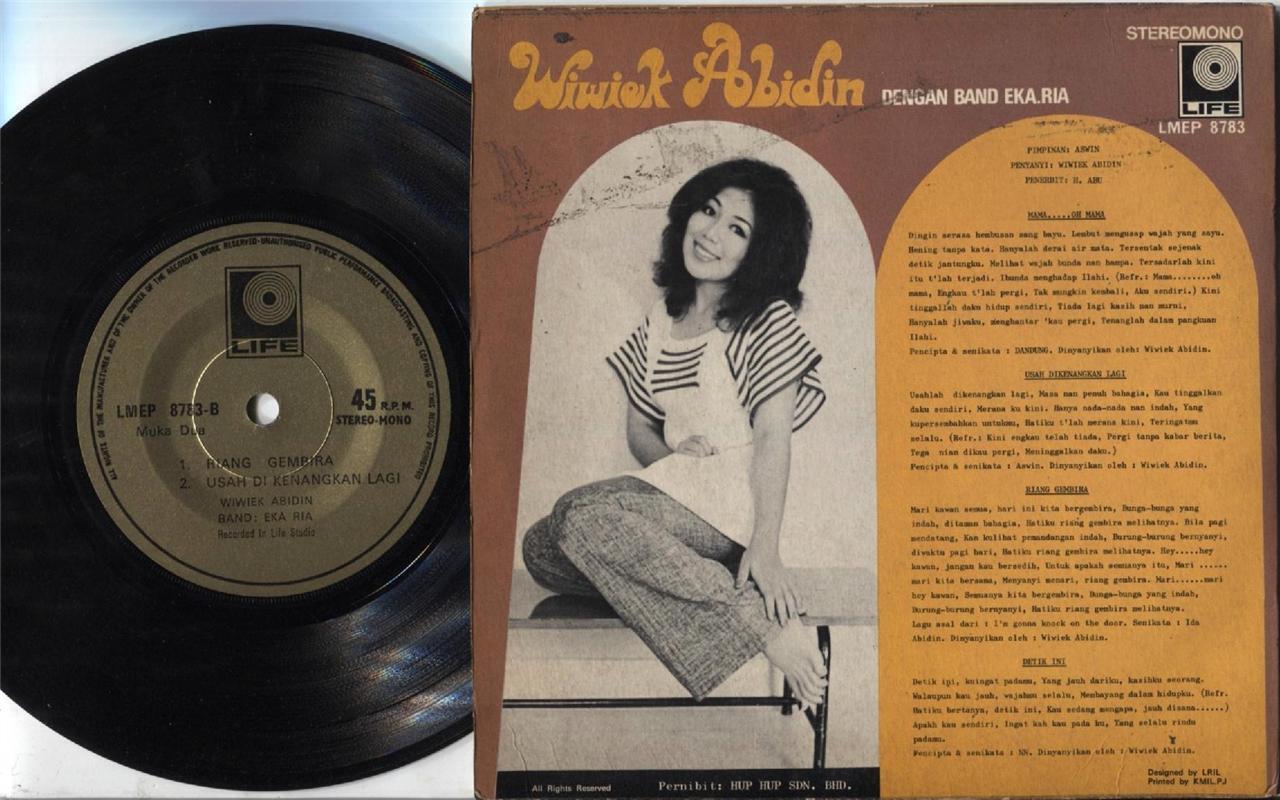 ALL RIGHTS OF THE MANUFACTURER AND OF THE OWNER OF THE RECORDED WORK RESERVED-UNAUTHORISED PUBLIC PERFORMANCE BROADCASTING AND COPYING OF THIS RECORD PROHIBITED
LIFE
LMEP 8783-B
Muka Dua
45 R.P.M.
STEREO-MONO
1. RIANG GEMBIRA
2. USAH DI KENANGKAN LAGI
WIWIEK ABIDIN
BAND: EKA RIA
Recorded In Life Studio
Wiwiek Abidin DENGAN BAND EKA.RIA
STEREOMONO
LIFE
LMEP 8783
PIMPINAN: ASWIN
PENYANYI: WIWIEK ABIDIN
PENERBIT: H. ABU
MAMA.....OH MAMA
Dingin serasa hembusan sang bayu. Lembut mengusap wajah yang sayu.
Hening tanpa kata. Hanyalah derai air mata. Tersentak sejenak
detik jantungku. Melihat wajah bunda nan hampa. Tersadarlah kini
itu t'lah terjadi. Ibunda menghadap Ilahi. (Refr.: Mama........oh
mama, Engkau t'lah pergi, Tak mungkin kembali, Aku sendiri.) Kini
tinggallah daku hidup sendiri, Tiada lagi kasih nan murni,
Hanyalah jiwaku, menghantar 'kau pergi, Tenanglah dalam pangkuan
Ilahi.
Pencipta & senikata : DANDUNG. Dinyanyikan oleh: Wiwiek Abidin.
USAH DIKENANGKAN LAGI
Usahlah dikenangkan lagi, Masa nan penuh bahagia, Kau tinggalkan
daku sendiri, Merana ku kini. Hanya nada-nada nan indah, Yang
kupersembahkan untukmu, Hatiku t'lah merana kini, Teringatmu
selalu. (Refr.: Kini engkau telah tiada, Pergi tanpa kabar berita,
Tega nian dikau pergi, Meninggalkan daku.)
Pencipta & senikata : Aswin. Dinyanyikan oleh : Wiwiek Abidin.
RIANG GEMBIRA
Mari kawan semua, hari ini kita bergembira, Bunga-bunga yang
indah, ditaman bahagia, Hatiku riang gembira melihatnya. Bila pagi
mendatang, Kan kulihat pemandangan indah, Burung-burung bernyanyi,
diwaktu pagi hari, Hatiku riang gembira melihatnya. Hey.....hey
kawan, jangan kau bersedih, Untuk apakah semuanya itu, Mari ......
mari kita bersama, Menyanyi menari, riang gembira. Mari......mari
hey kawan, Semuanya kita bergembira, Bunga-bunga yang indah,
Burung-burung bernyanyi, Hatiku riang gembira melihatnya.
Lagu asal dari : I'm gonna knock on the door. Senikata : Ida
Abidin. Dinyanyikan oleh : Wiwiek Abidin.
DETIK INI
Detik ini, kuingat padamu, Yang jauh dariku, kasihku seorang.
Walaupun kau jauh, wajahmu selalu, Membayang dalam hidupku. (Refr.
Hatiku bertanya, detik ini, Kau sedang mengapa, jauh disana......)
Apakh kau sendiri, Ingat kah kau pada ku, Yang selalu rindu
padamu.
Pencipta & senikata : NN. Dinyanyikan oleh : Wiwiek Abidin.
All Rights Reserved
Pernibit: HUP HUP SDN. BHD.
Designed by LRIL
Printed by KMIL.PJ